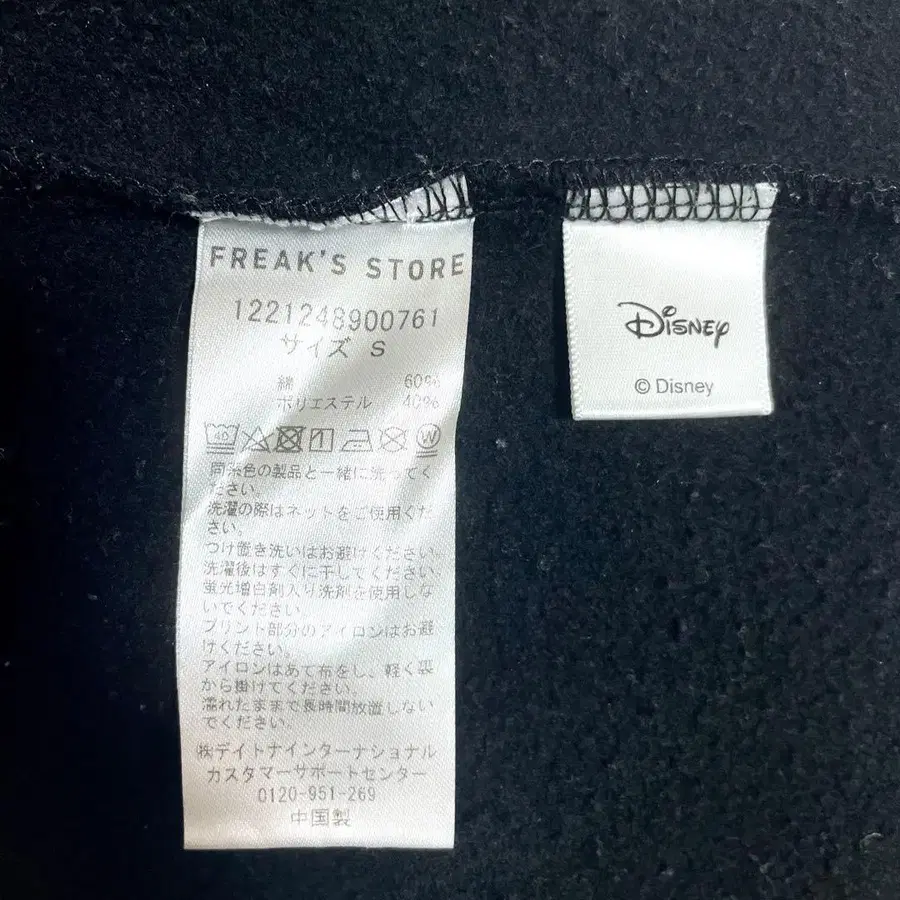 FREAK'S STORE
1221248900761
サイズ S
綿 60%
ポリエステル 40%
40 W
同系色の製品と一緒に洗ってく
ださい。
洗濯の際はネットをご使用くだ
さい。
つけ置き洗いはお避けください。
洗濯後はすぐに干してください。
蛍光増白剤入り洗剤を使用しな
いでください。
プリント部分のアイロンはお避
けください。
アイロンはあて布をし、軽く裏
から掛けてください。
濡れたままで長時間放置しない
でください。
㈱デイトナインターナショナル
カスタマーサポートセンター
0120-951-269
中国製
Disney
© Disney